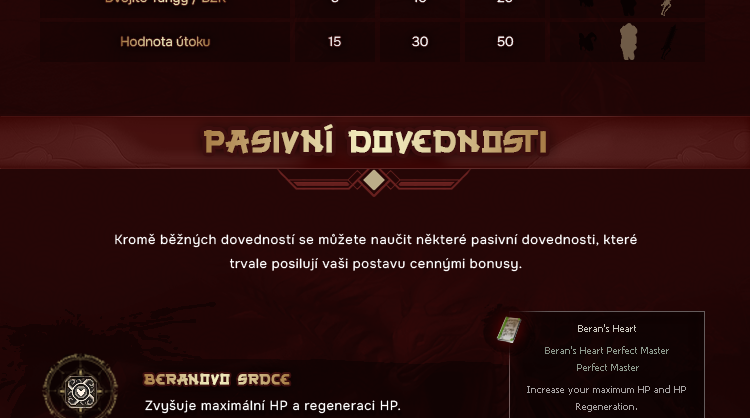 Hodnota útoku 15 30 50
PASIVNÍ DOVEDNOSTI
Kromě běžných dovedností se můžete naučit některé pasivní dovednosti, které
trvale posilují vaši postavu cennými bonusy.
Beran's Heart
Beran's Heart Perfect Master
Perfect Master
Increase your maximum HP and HP
Regeneration.
BERANOVO SRDCE
Zvyšuje maximální HP a regeneraci HP.